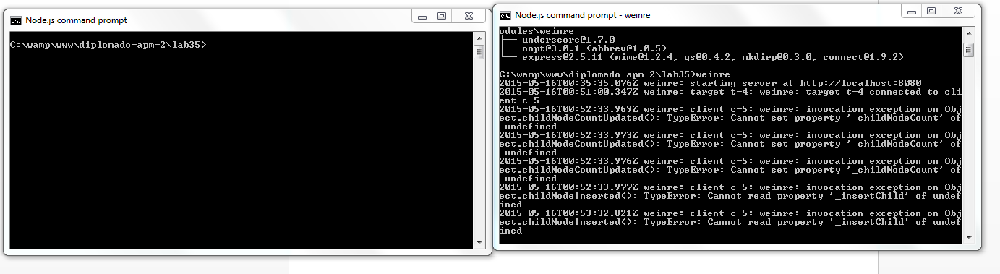 Node.js command prompt
C:\wamp\www\diplomado-apm-2\lab35>
Node.js command prompt - weinre
odules\weinre
├── underscore@1.7.0
├── nopt@3.0.1 (abbrev@1.0.5)
└── express@2.5.11 (mime@1.2.4, qs@0.4.2, mkdirp@0.3.0, connect@1.9.2)
C:\wamp\www\diplomado-apm-2\lab35>weinre
2015-05-16T00:35:35.076Z weinre: starting server at http://localhost:8080
2015-05-16T00:51:00.347Z weinre: target t-4: weinre: target t-4 connected to cli
ent c-5
2015-05-16T00:52:33.969Z weinre: client c-5: weinre: invocation exception on Obj
ect.childNodeCountUpdated(): TypeError: Cannot set property '_childNodeCount' of
 undefined
2015-05-16T00:52:33.973Z weinre: client c-5: weinre: invocation exception on Obj
ect.childNodeCountUpdated(): TypeError: Cannot set property '_childNodeCount' of
 undefined
2015-05-16T00:52:33.976Z weinre: client c-5: weinre: invocation exception on Obj
ect.childNodeCountUpdated(): TypeError: Cannot set property '_childNodeCount' of
 undefined
2015-05-16T00:52:33.977Z weinre: client c-5: weinre: invocation exception on Obj
ect.childNodeInserted(): TypeError: Cannot read property '_insertChild' of undef
ined
2015-05-16T00:53:32.821Z weinre: client c-5: weinre: invocation exception on Obj
ect.childNodeInserted(): TypeError: Cannot read property '_insertChild' of undef
ined